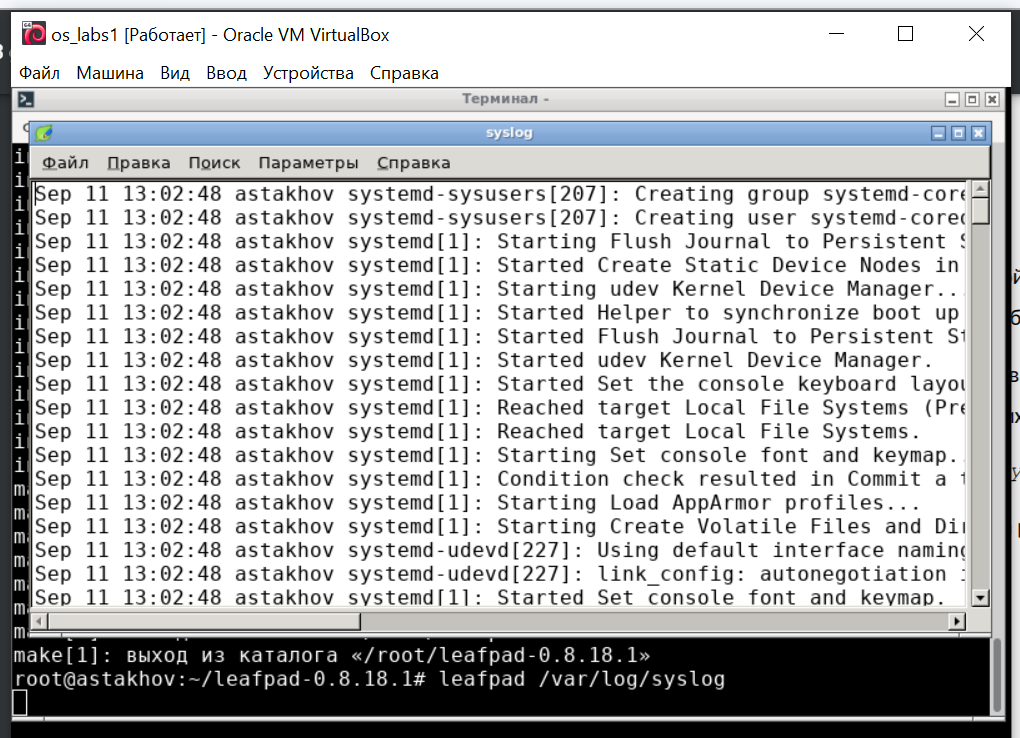 os_labs1 [Работает] - Oracle VM VirtualBox
Файл Машина Вид Ввод Устройства Справка
Терминал -
syslog
Файл Правка Поиск Параметры Справка
Sep 11 13:02:48 astakhov systemd-sysusers[207]: Creating group systemd-core
Sep 11 13:02:48 astakhov systemd-sysusers[207]: Creating user systemd-cored
Sep 11 13:02:48 astakhov systemd[1]: Starting Flush Journal to Persistent S
Sep 11 13:02:48 astakhov systemd[1]: Started Create Static Device Nodes in
Sep 11 13:02:48 astakhov systemd[1]: Starting udev Kernel Device Manager...
Sep 11 13:02:48 astakhov systemd[1]: Started Helper to synchronize boot up
Sep 11 13:02:48 astakhov systemd[1]: Started Flush Journal to Persistent St
Sep 11 13:02:48 astakhov systemd[1]: Started udev Kernel Device Manager.
Sep 11 13:02:48 astakhov systemd[1]: Started Set the console keyboard layou
Sep 11 13:02:48 astakhov systemd[1]: Reached target Local File Systems (Pre
Sep 11 13:02:48 astakhov systemd[1]: Reached target Local File Systems.
Sep 11 13:02:48 astakhov systemd[1]: Starting Set console font and keymap..
Sep 11 13:02:48 astakhov systemd[1]: Condition check resulted in Commit a t
Sep 11 13:02:48 astakhov systemd[1]: Starting Load AppArmor profiles...
Sep 11 13:02:48 astakhov systemd[1]: Starting Create Volatile Files and Dir
Sep 11 13:02:48 astakhov systemd-udevd[227]: Using default interface naming
Sep 11 13:02:48 astakhov systemd-udevd[227]: link_config: autonegotiation i
Sep 11 13:02:48 astakhov systemd[1]: Started Set console font and keymap.
make[1]: выход из каталога «/root/leafpad-0.8.18.1»
root@astakhov:~/leafpad-0.8.18.1# leafpad /var/log/syslog